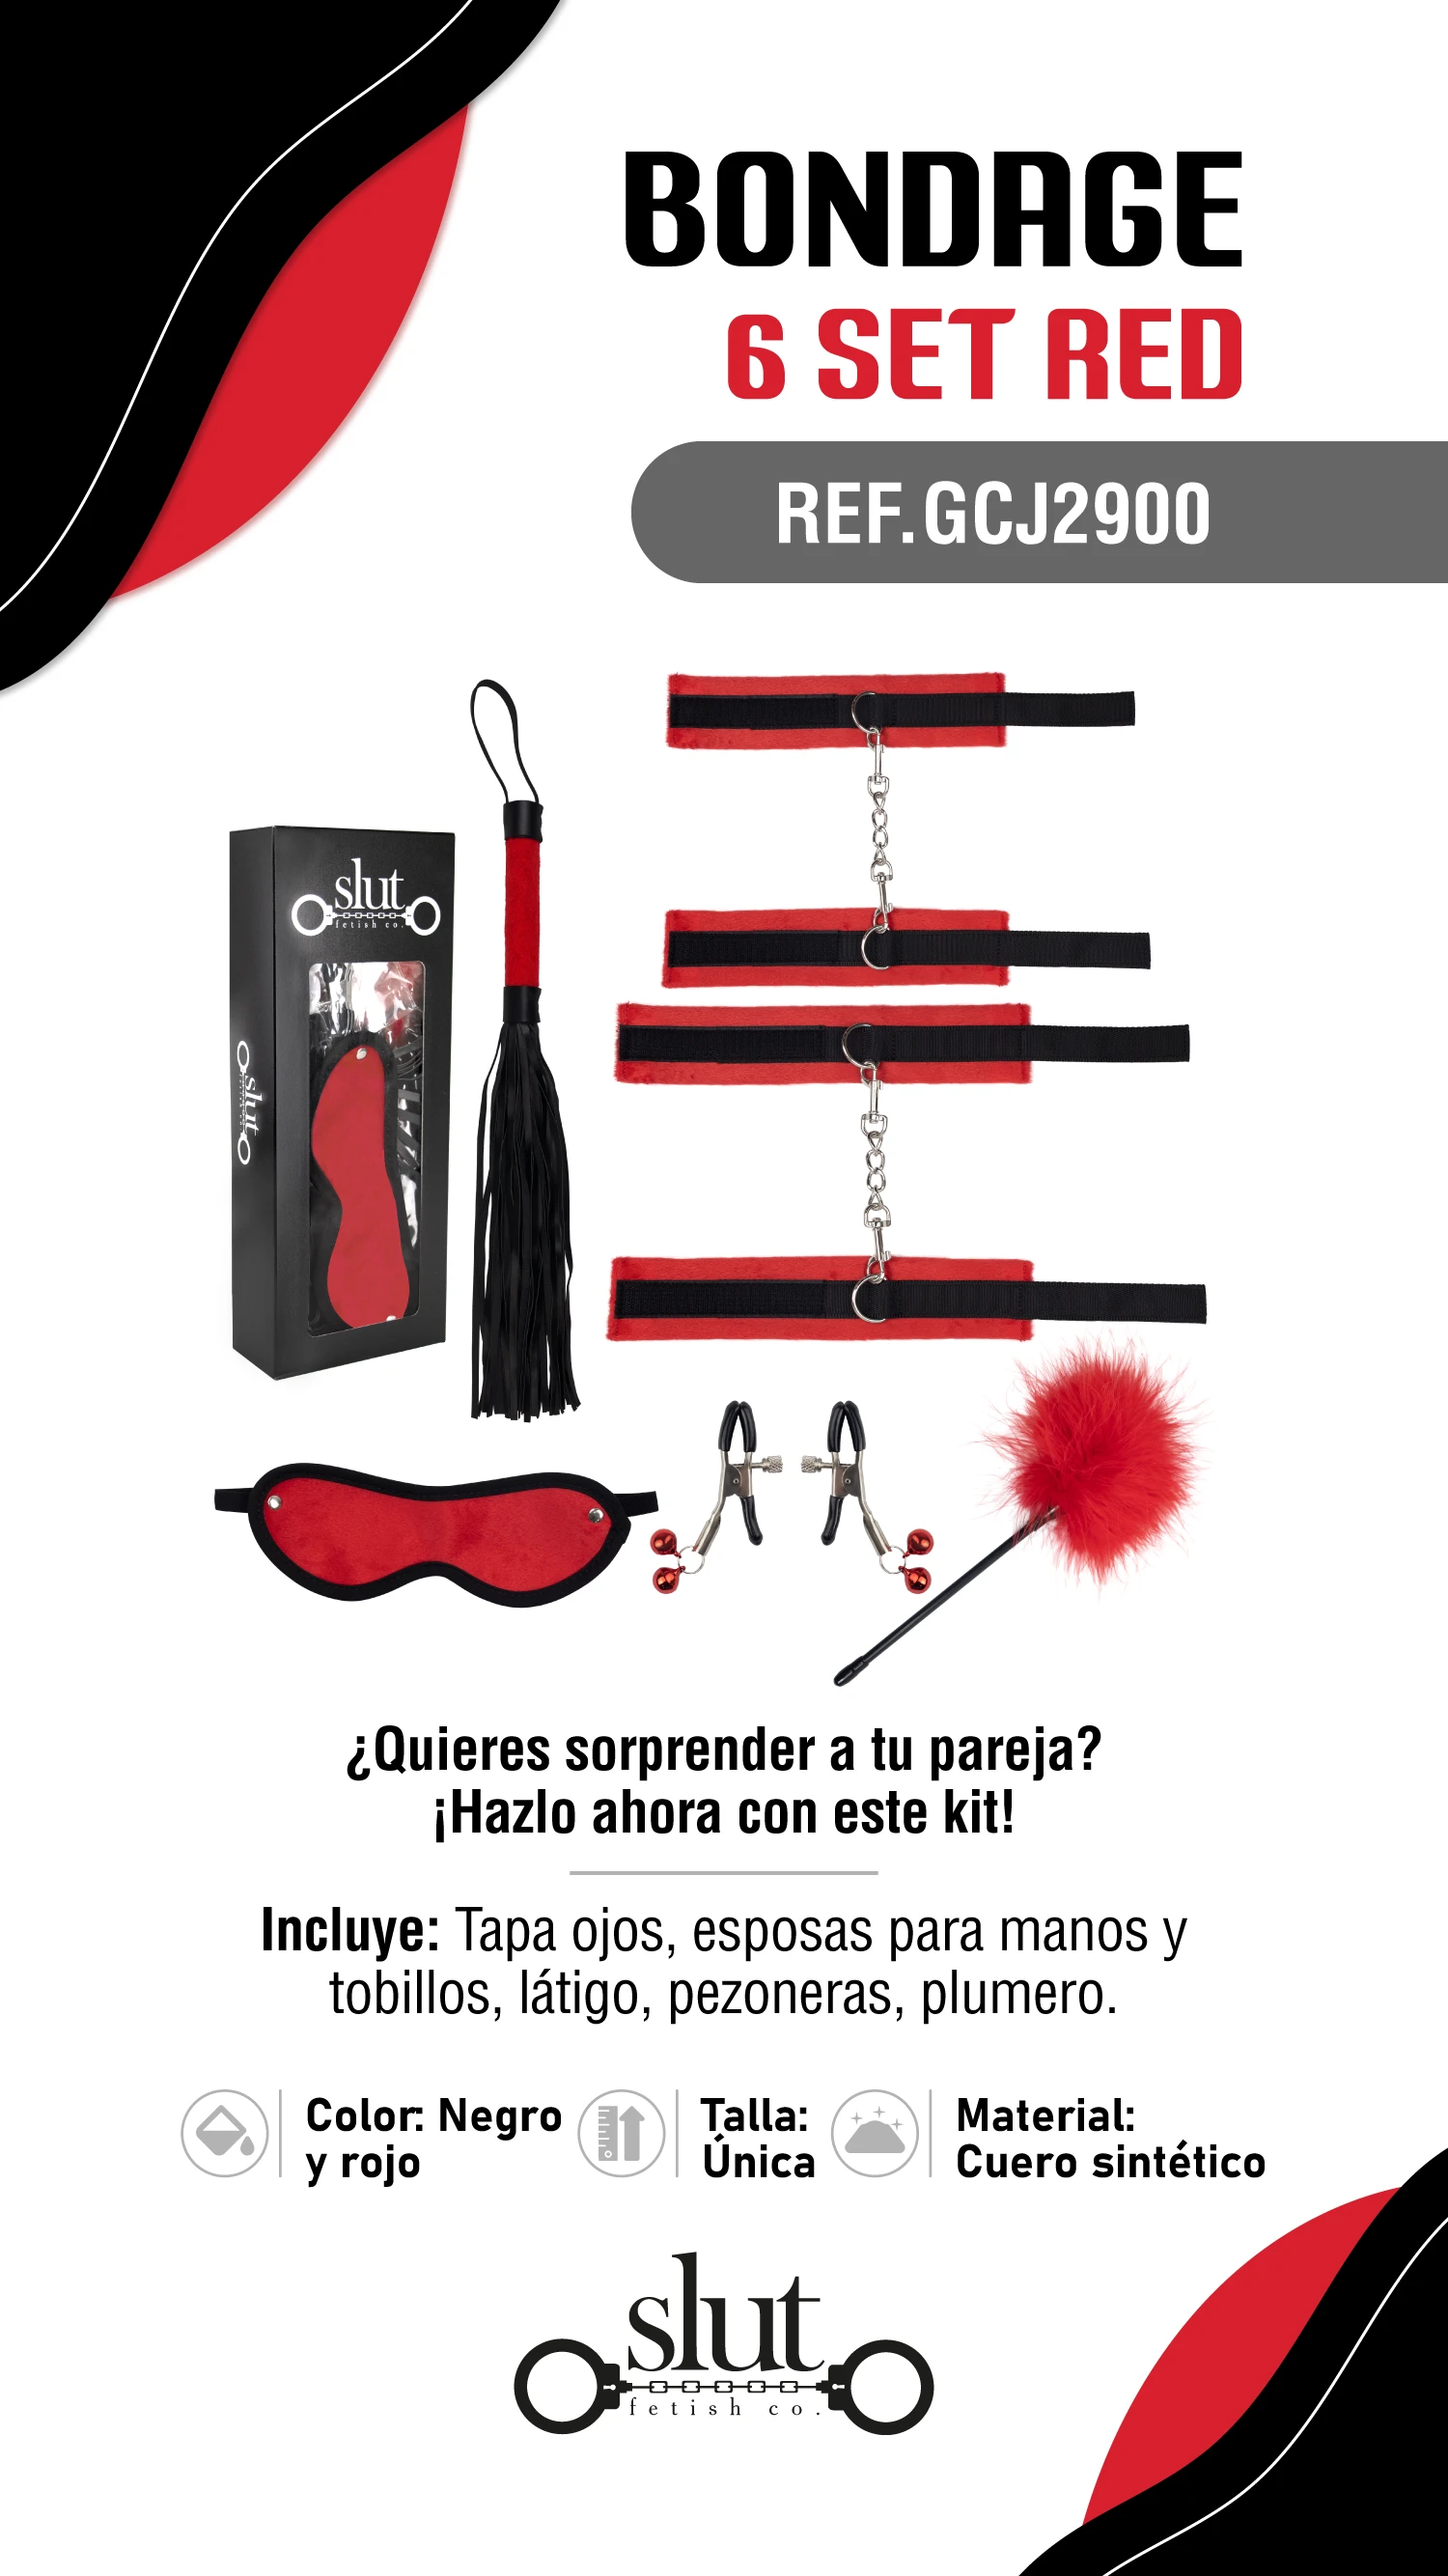 BONDAGE
6 SET RED
REF.GCJ2900
slut
fetish co.
slut
¿Quieres sorprender a tu pareja?
¡Hazlo ahora con este kit!
Incluye: Tapa ojos, esposas para manos y
tobillos, látigo, pezoneras, plumero.
Color: Negro
y rojo
Talla:
Única
Material:
Cuero sintético
slut
fetish co.